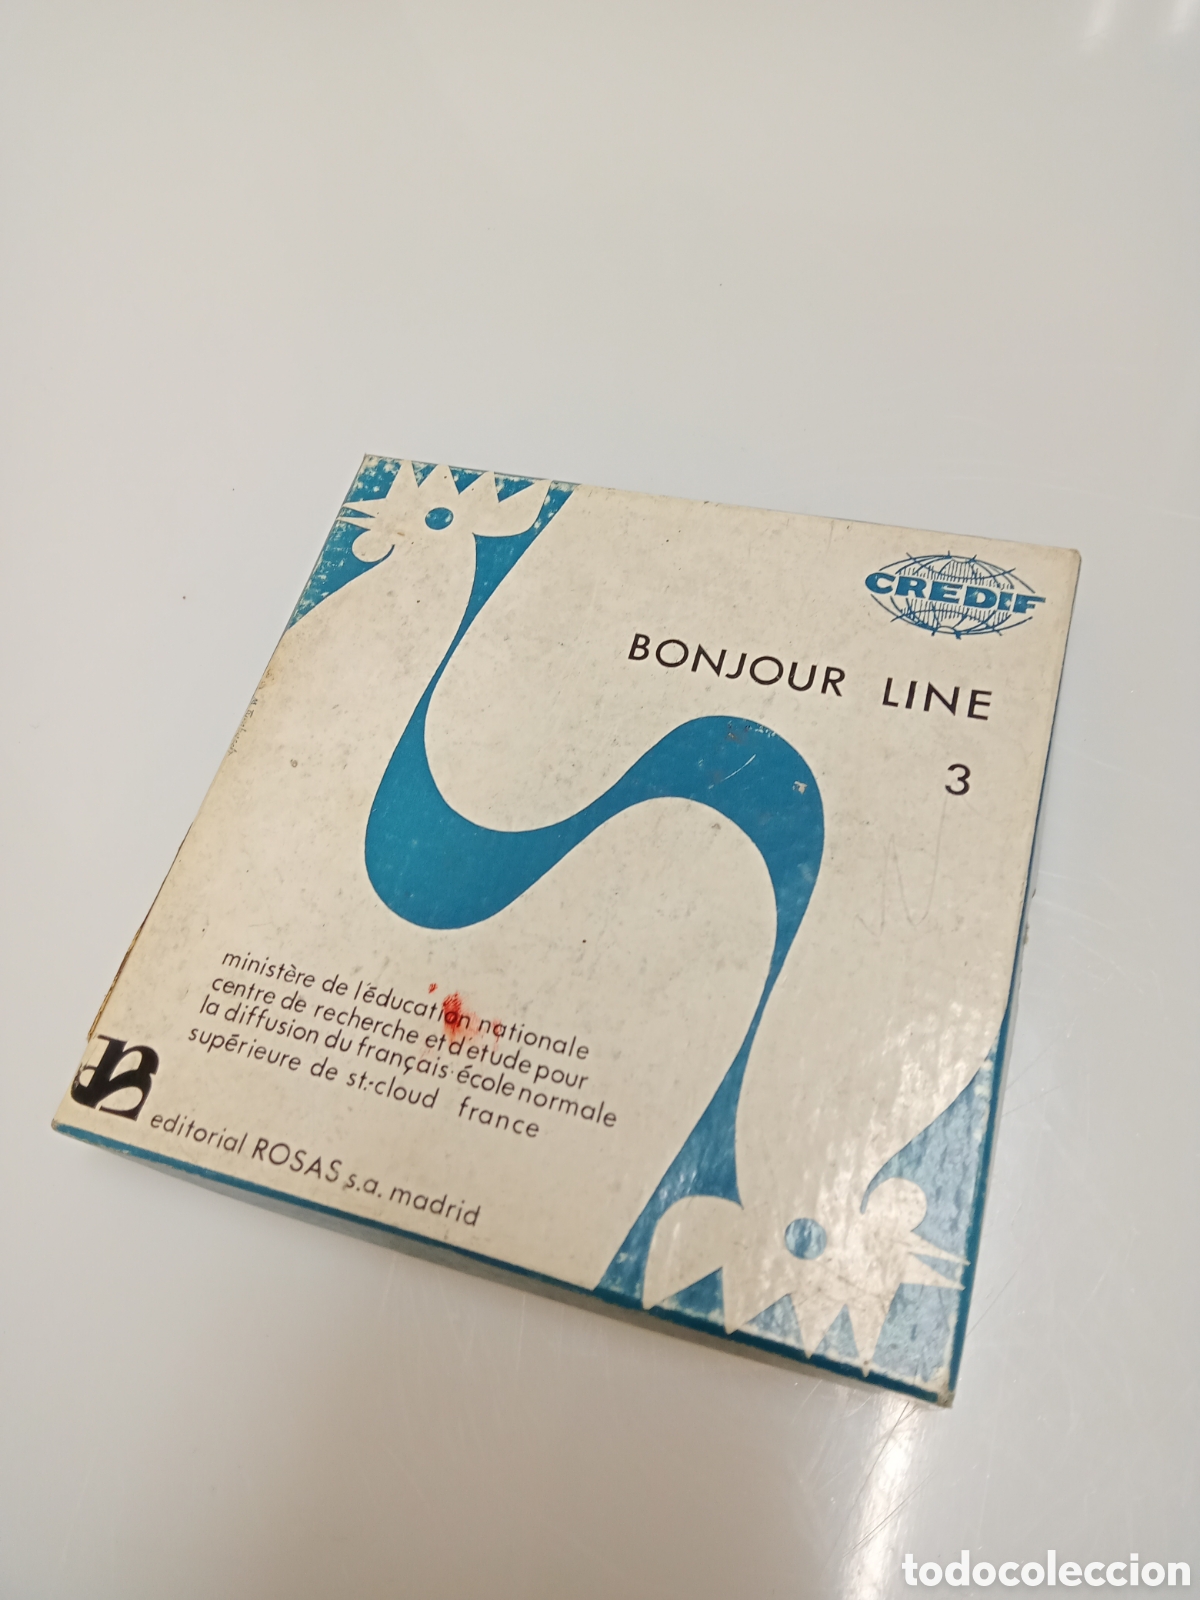 CREDIF
BONJOUR LINE
3
ministère de l'éducation nationale
centre de recherche et d'etude pour
la diffusion du français·école normale
supérieure de st.-cloud france
editorial ROSAS s.a. madrid
todocoleccion